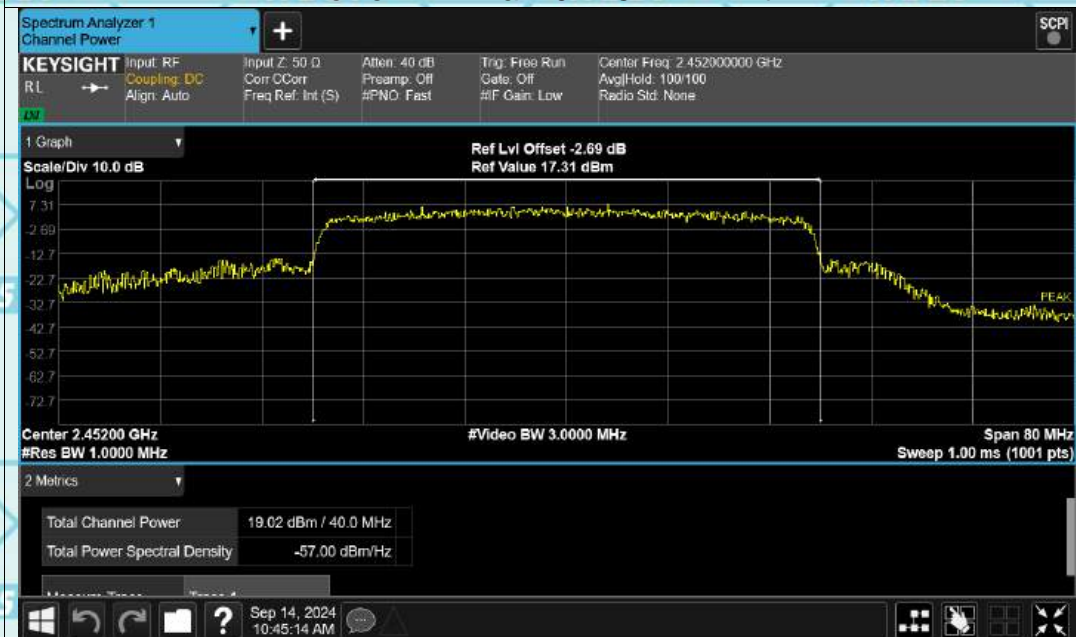 Spectrum Analyzer 1
Channel Power
+
SCPI
KEYSIGHT
RL
Input: RF
Coupling: DC
Align: Auto
Input Z: 50 Ω
Corr CCorr
Freq Ref: Int (S)
Atten: 40 dB
Preamp: Off
#PNO: Fast
Trig: Free Run
Gate: Off
#IF Gain: Low
Center Freq: 2.452000000 GHz
Avg|Hold: 100/100
Radio Std: None
1 Graph
Scale/Div 10.0 dB
Ref Lvl Offset -2.69 dB
Ref Value 17.31 dBm
Log
7.31
-2.69
-12.7
-22.7
-32.7
-42.7
-52.7
-62.7
-72.7
PEAK
Center 2.45200 GHz
#Res BW 1.0000 MHz
#Video BW 3.0000 MHz
Span 80 MHz
Sweep 1.00 ms (1001 pts)
2 Metrics
Total Channel Power 19.02 dBm / 40.0 MHz
Total Power Spectral Density -57.00 dBm/Hz
?
Sep 14, 2024
10:45:14 AM